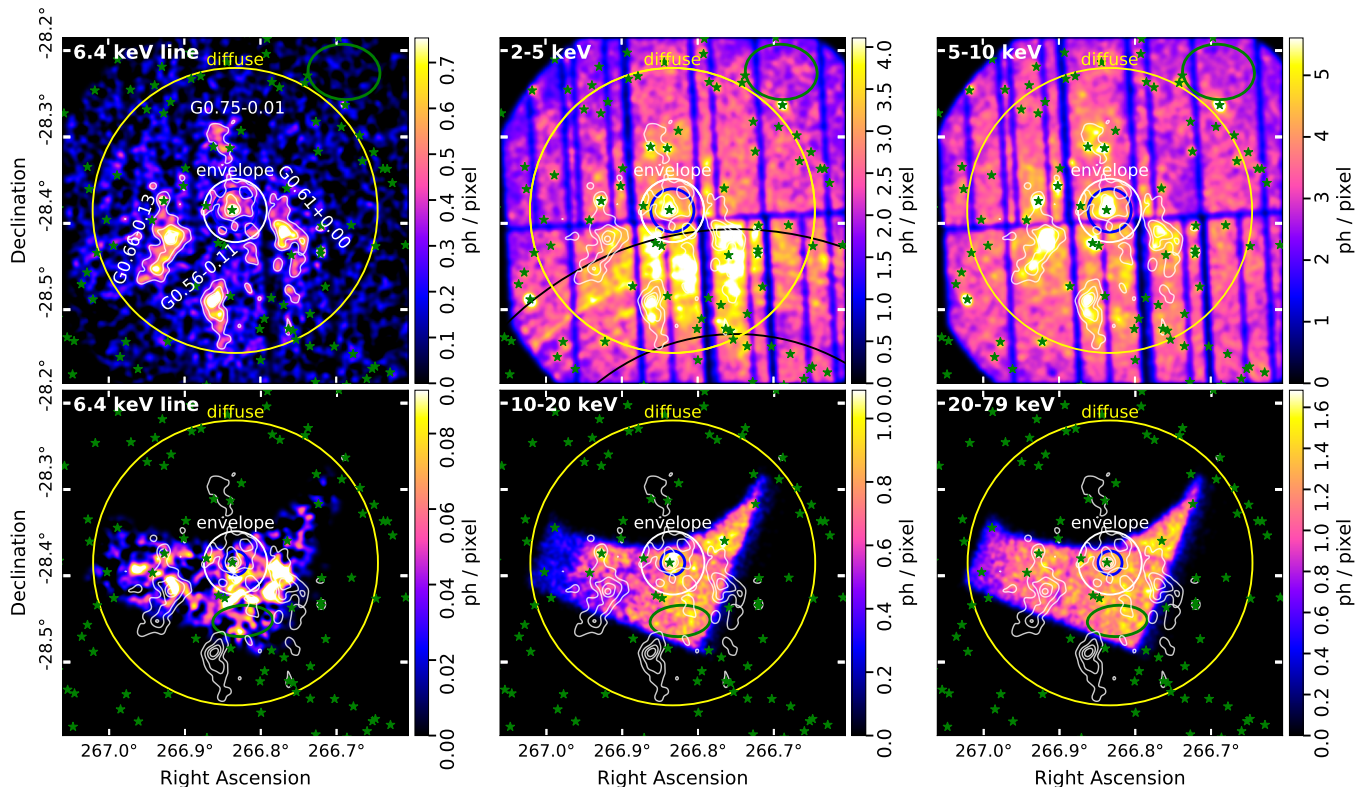 6.4 keV line
diffuse
G0.75-0.01
envelope
G0.61+0.00
G0.66-0.13
G0.56-0.11
-28.2°
-28.3°
-28.4°
-28.5°
-28.2°
Declination
0.0
0.1
0.2
0.3
0.4
0.5
0.6
0.7
ph / pixel
2-5 keV
diffuse
envelope
0.0
0.5
1.0
1.5
2.0
2.5
3.0
3.5
4.0
ph / pixel
5-10 keV
diffuse
envelope
0
1
2
3
4
5
ph / pixel
6.4 keV line
diffuse
envelope
-28.3°
-28.4°
-28.5°
Declination
267.0°
266.9°
266.8°
266.7°
Right Ascension
0.00
0.02
0.04
0.06
0.08
ph / pixel
10-20 keV
diffuse
envelope
267.0°
266.9°
266.8°
266.7°
Right Ascension
0.0
0.2
0.4
0.6
0.8
1.0
ph / pixel
20-79 keV
diffuse
envelope
267.0°
266.9°
266.8°
266.7°
Right Ascension
0.0
0.2
0.4
0.6
0.8
1.0
1.2
1.4
1.6
ph / pixel